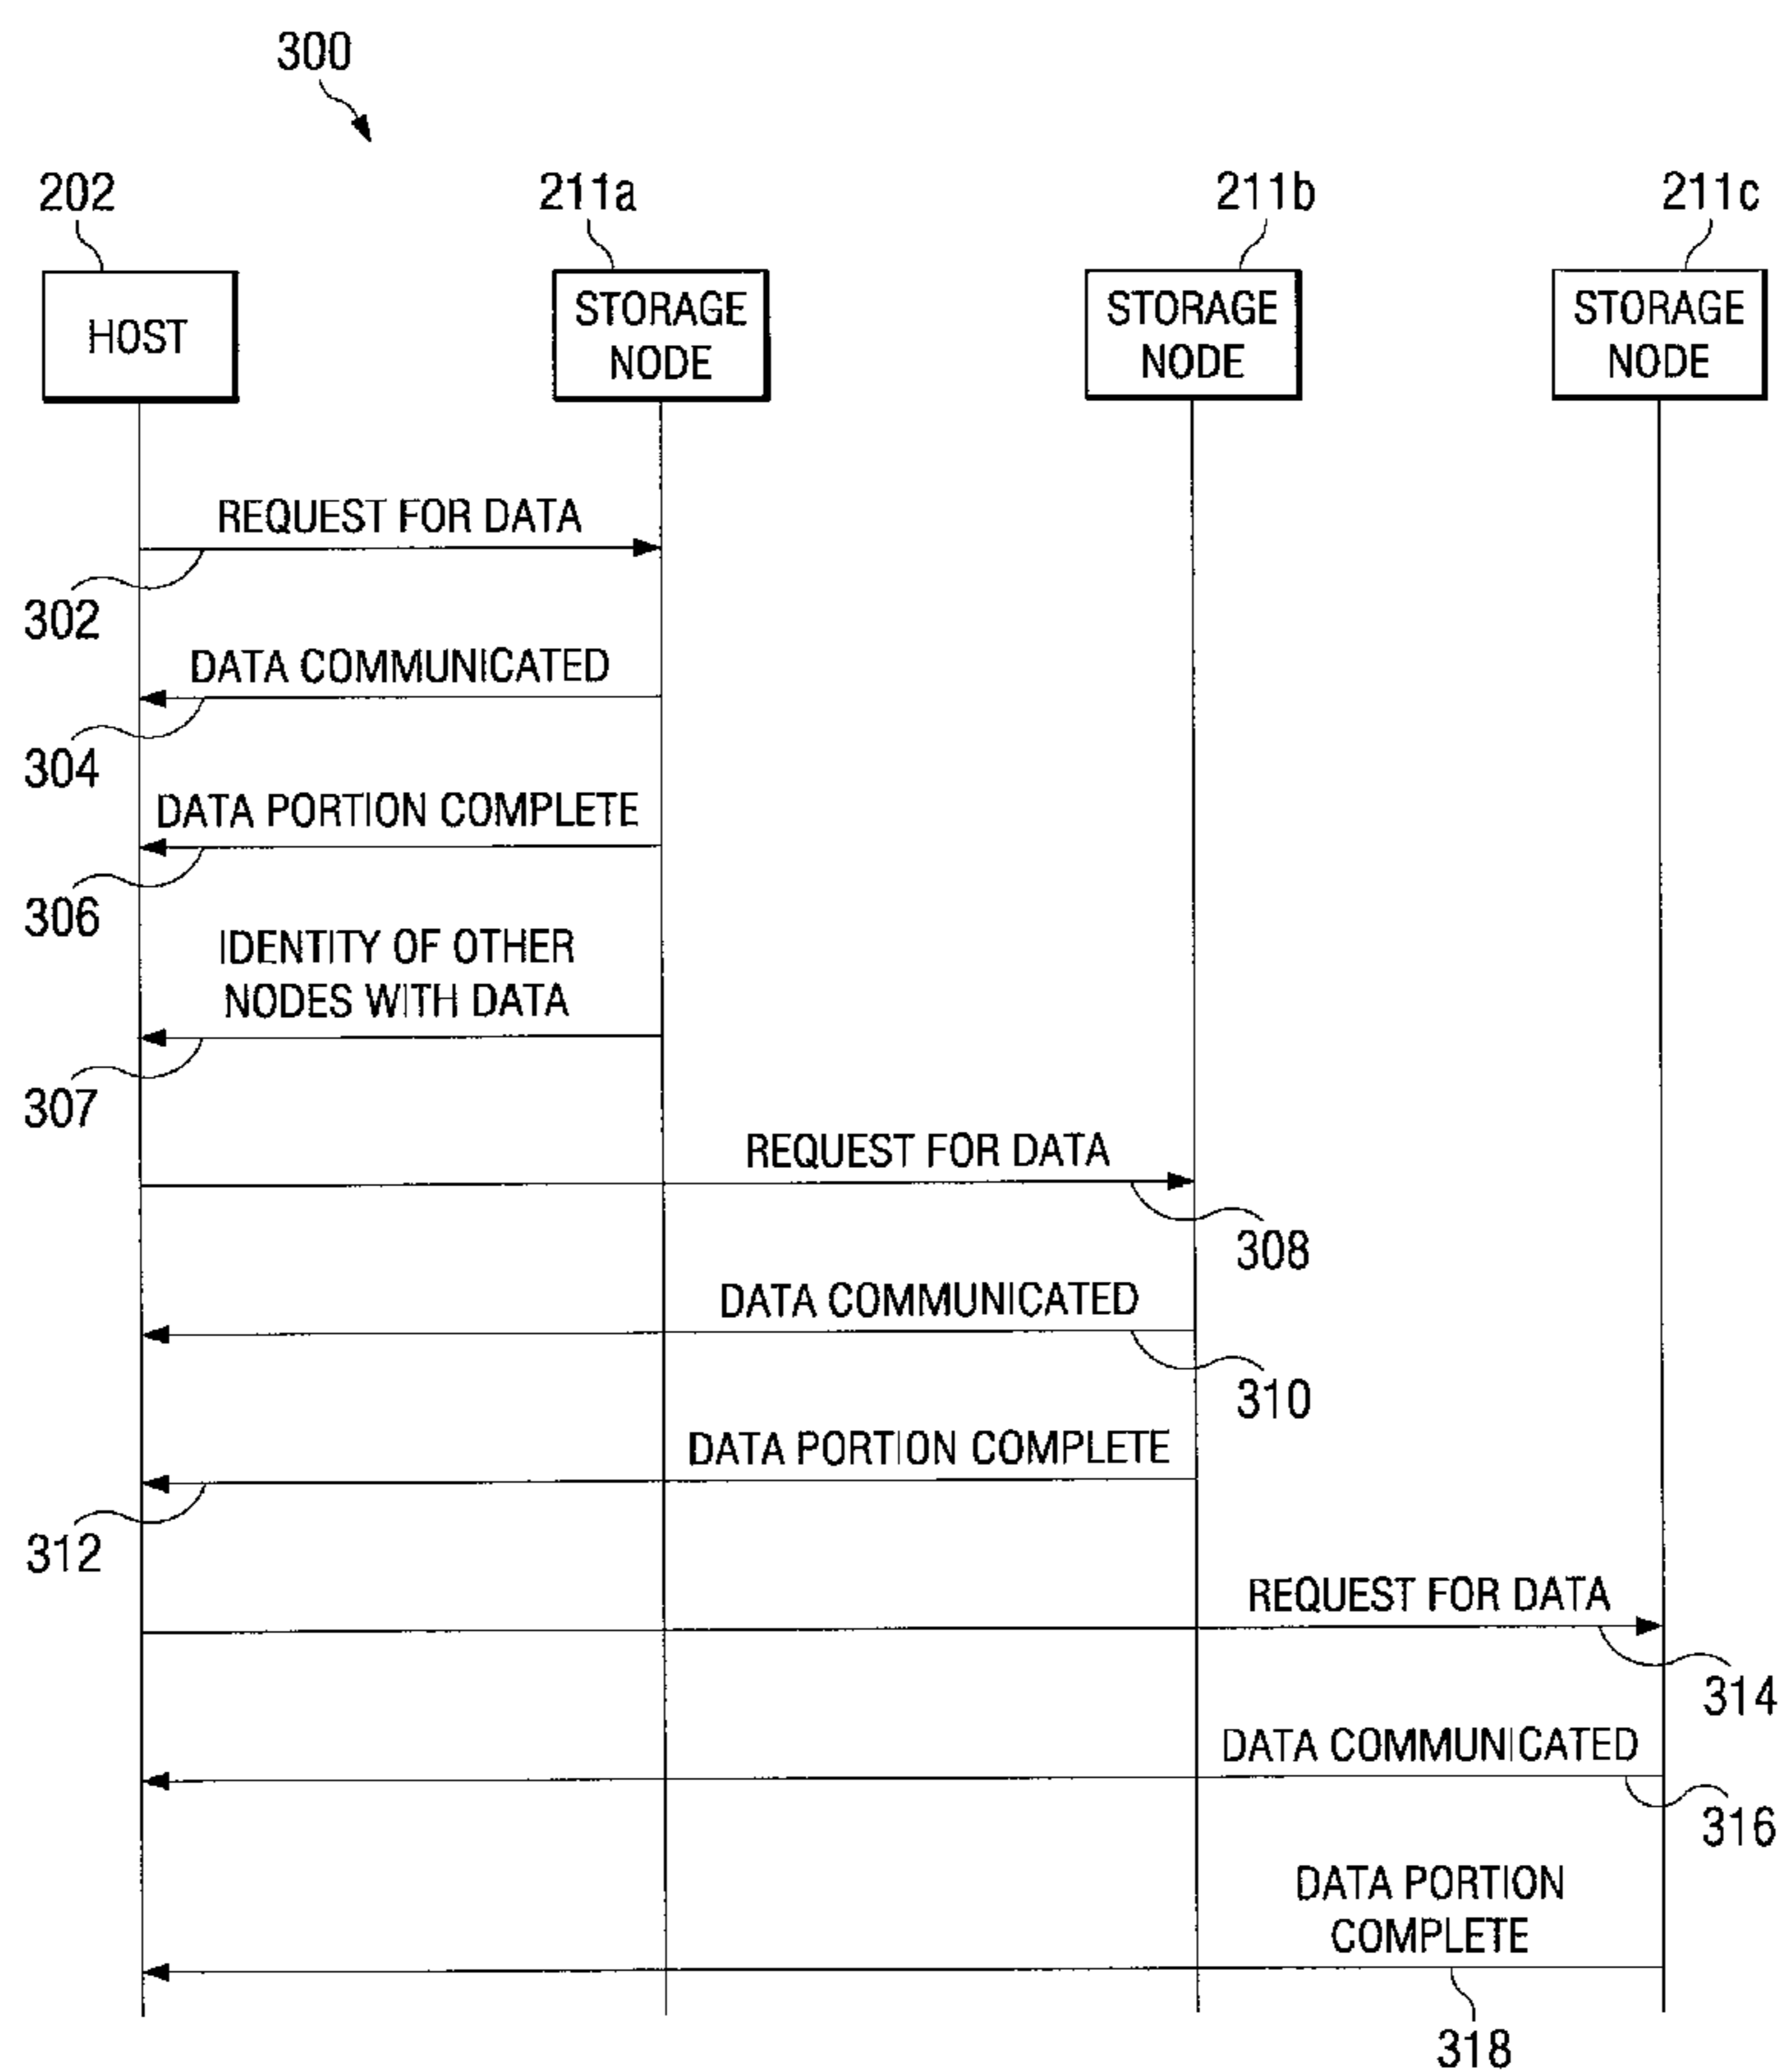 300
202
211a
211b
211c
HOST
STORAGE
NODE
STORAGE
NODE
STORAGE
NODE
REQUEST FOR DATA
302
DATA COMMUNICATED
304
DATA PORTION COMPLETE
306
IDENTITY OF OTHER
NODES WITH DATA
307
REQUEST FOR DATA
308
DATA COMMUNICATED
310
DATA PORTION COMPLETE
312
REQUEST FOR DATA
314
DATA COMMUNICATED
316
DATA PORTION
COMPLETE
318